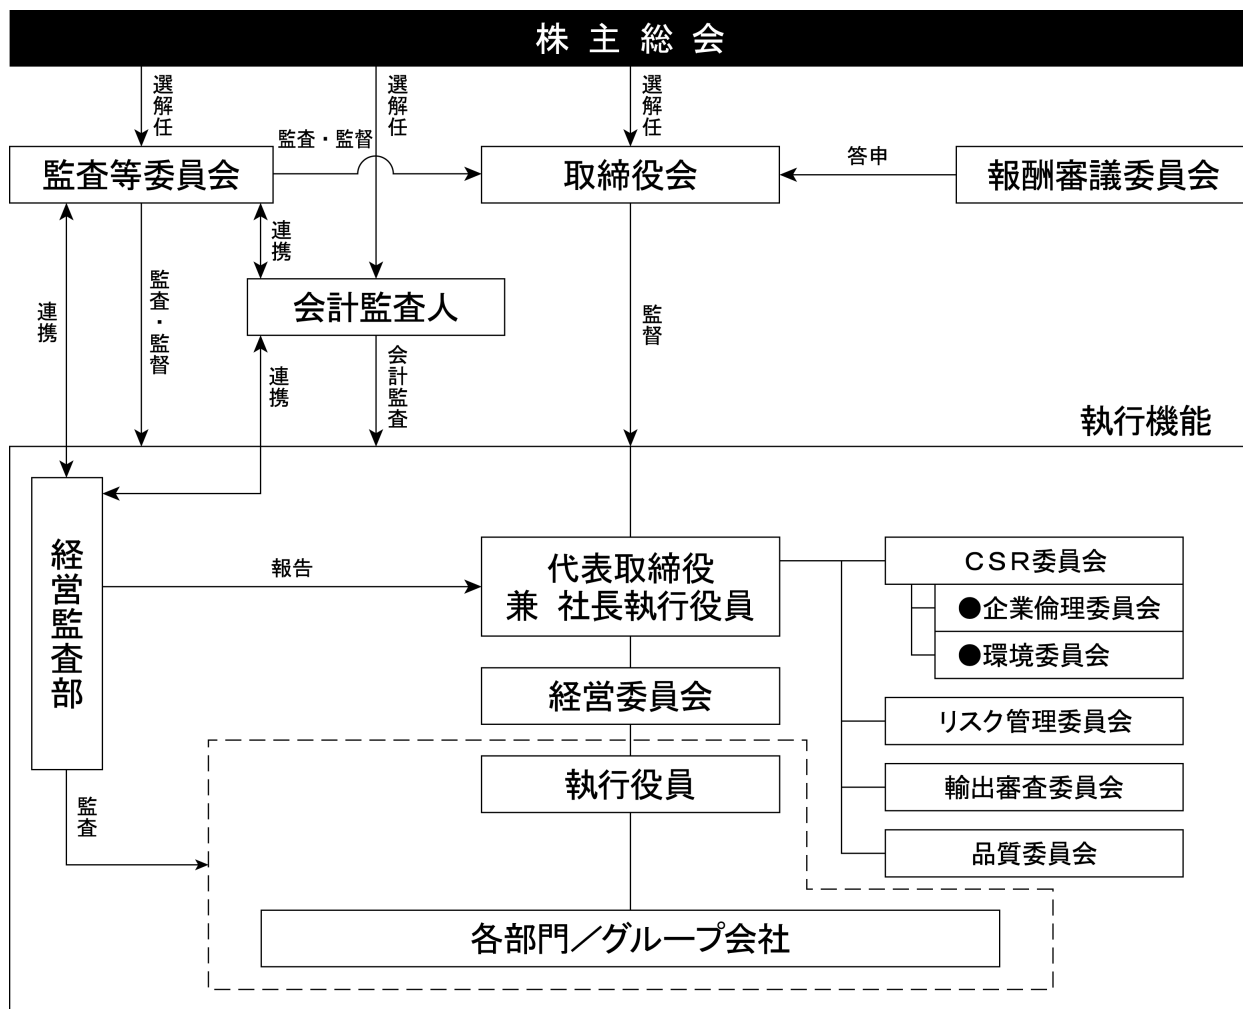 株主総会
選解任
選解任
選解任
監査・監督
答申
監査等委員会
取締役会
報酬審議委員会
連携
会計監査人
連携
監査・監督
監督
会計監査
連携
執行機能
経営監査部
報告
代表取締役
兼 社長執行役員
CSR委員会
●企業倫理委員会
●環境委員会
経営委員会
リスク管理委員会
執行役員
輸出審査委員会
監査
品質委員会
各部門／グループ会社